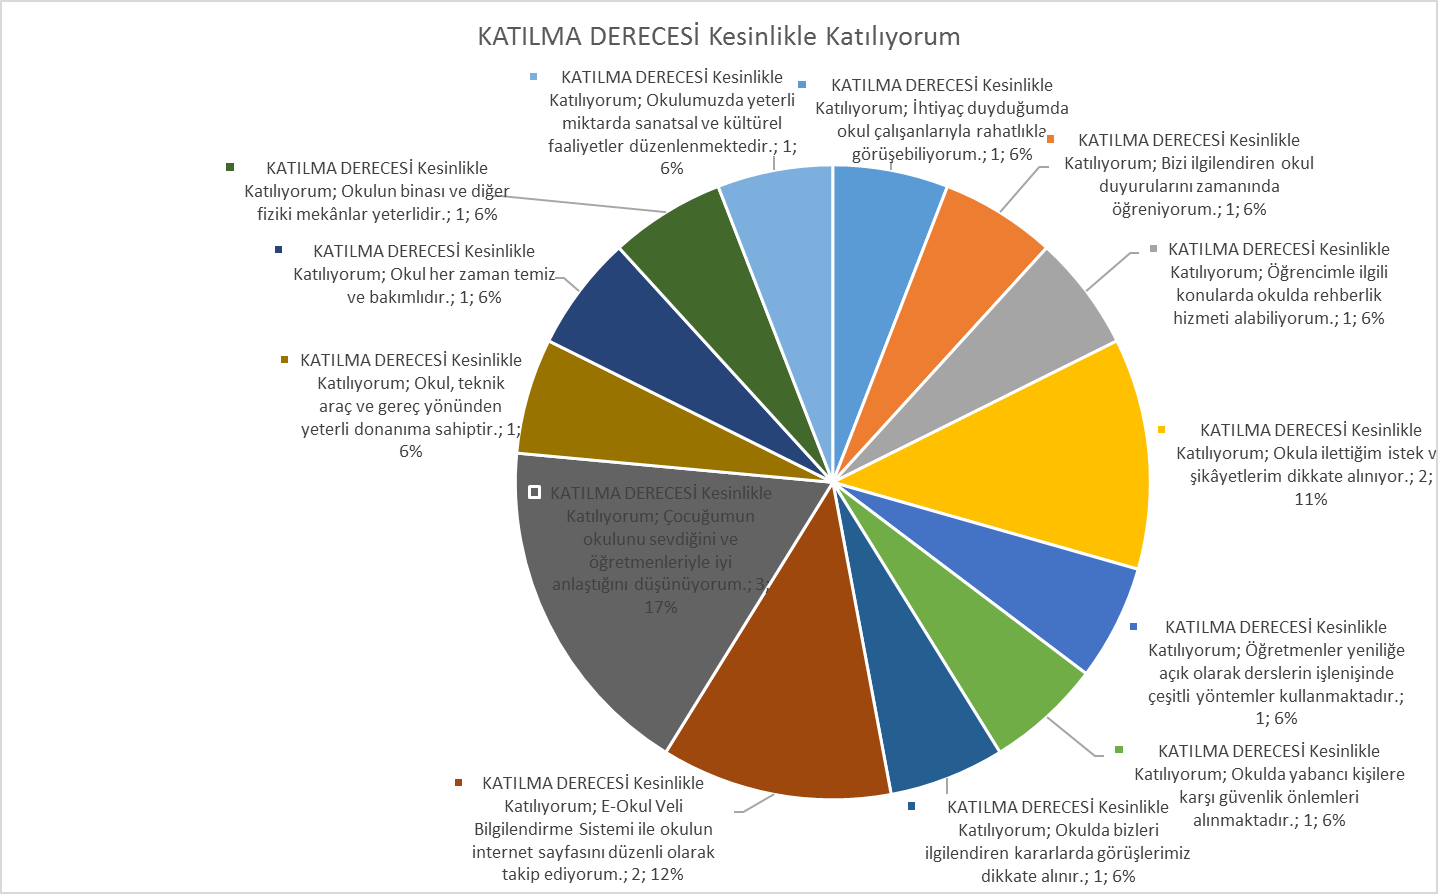 KATILMA DERECESİ Kesinlikle Katılıyorum
KATILMA DERECESİ Kesinlikle
Katılıyorum; İhtiyaç duyduğumda
okul çalışanlarıyla rahatlıkla
görüşebiliyorum.; 1; 6%
KATILMA DERECESİ Kesinlikle
Katılıyorum; Bizi ilgilendiren okul
duyurularını zamanında
öğreniyorum.; 1; 6%
KATILMA DERECESİ Kesinlikle
Katılıyorum; Öğrencimle ilgili
konularda okulda rehberlik
hizmeti alabiliyorum.; 1; 6%
KATILMA DERECESİ Kesinlikle
Katılıyorum; Okula ilettiğim istek v
şikâyetlerim dikkate alınıyor.; 2;
11%
KATILMA DERECESİ Kesinlikle
Katılıyorum; Öğretmenler yeniliğe
açık olarak derslerin işlenişinde
çeşitli yöntemler kullanmaktadır.;
1; 6%
KATILMA DERECESİ Kesinlikle
Katılıyorum; Okulda yabancı kişilere
karşı güvenlik önlemleri
alınmaktadır.; 1; 6%
KATILMA DERECESİ Kesinlikle
Katılıyorum; Okulda bizleri
ilgilendiren kararlarda görüşlerimiz
dikkate alınır.; 1; 6%
KATILMA DERECESİ Kesinlikle
Katılıyorum; E-Okul Veli
Bilgilendirme Sistemi ile okulun
internet sayfasını düzenli olarak
takip ediyorum.; 2; 12%
KATILMA DERECESİ Kesinlikle
Katılıyorum; Çocuğumun
okulunu sevdiğini ve
öğretmenleriyle iyi
anlaştığını düşünüyorum.; 3;
17%
KATILMA DERECESİ Kesinlikle
Katılıyorum; Okul, teknik
araç ve gereç yönünden
yeterli donanıma sahiptir.; 1;
6%
KATILMA DERECESİ Kesinlikle
Katılıyorum; Okul her zaman temiz
ve bakımlıdır.; 1; 6%
KATILMA DERECESİ Kesinlikle
Katılıyorum; Okulun binası ve diğer
fiziki mekânlar yeterlidir.; 1; 6%
KATILMA DERECESİ Kesinlikle
Katılıyorum; Okulumuzda yeterli
miktarda sanatsal ve kültürel
faaliyetler düzenlenmektedir.; 1;
6%